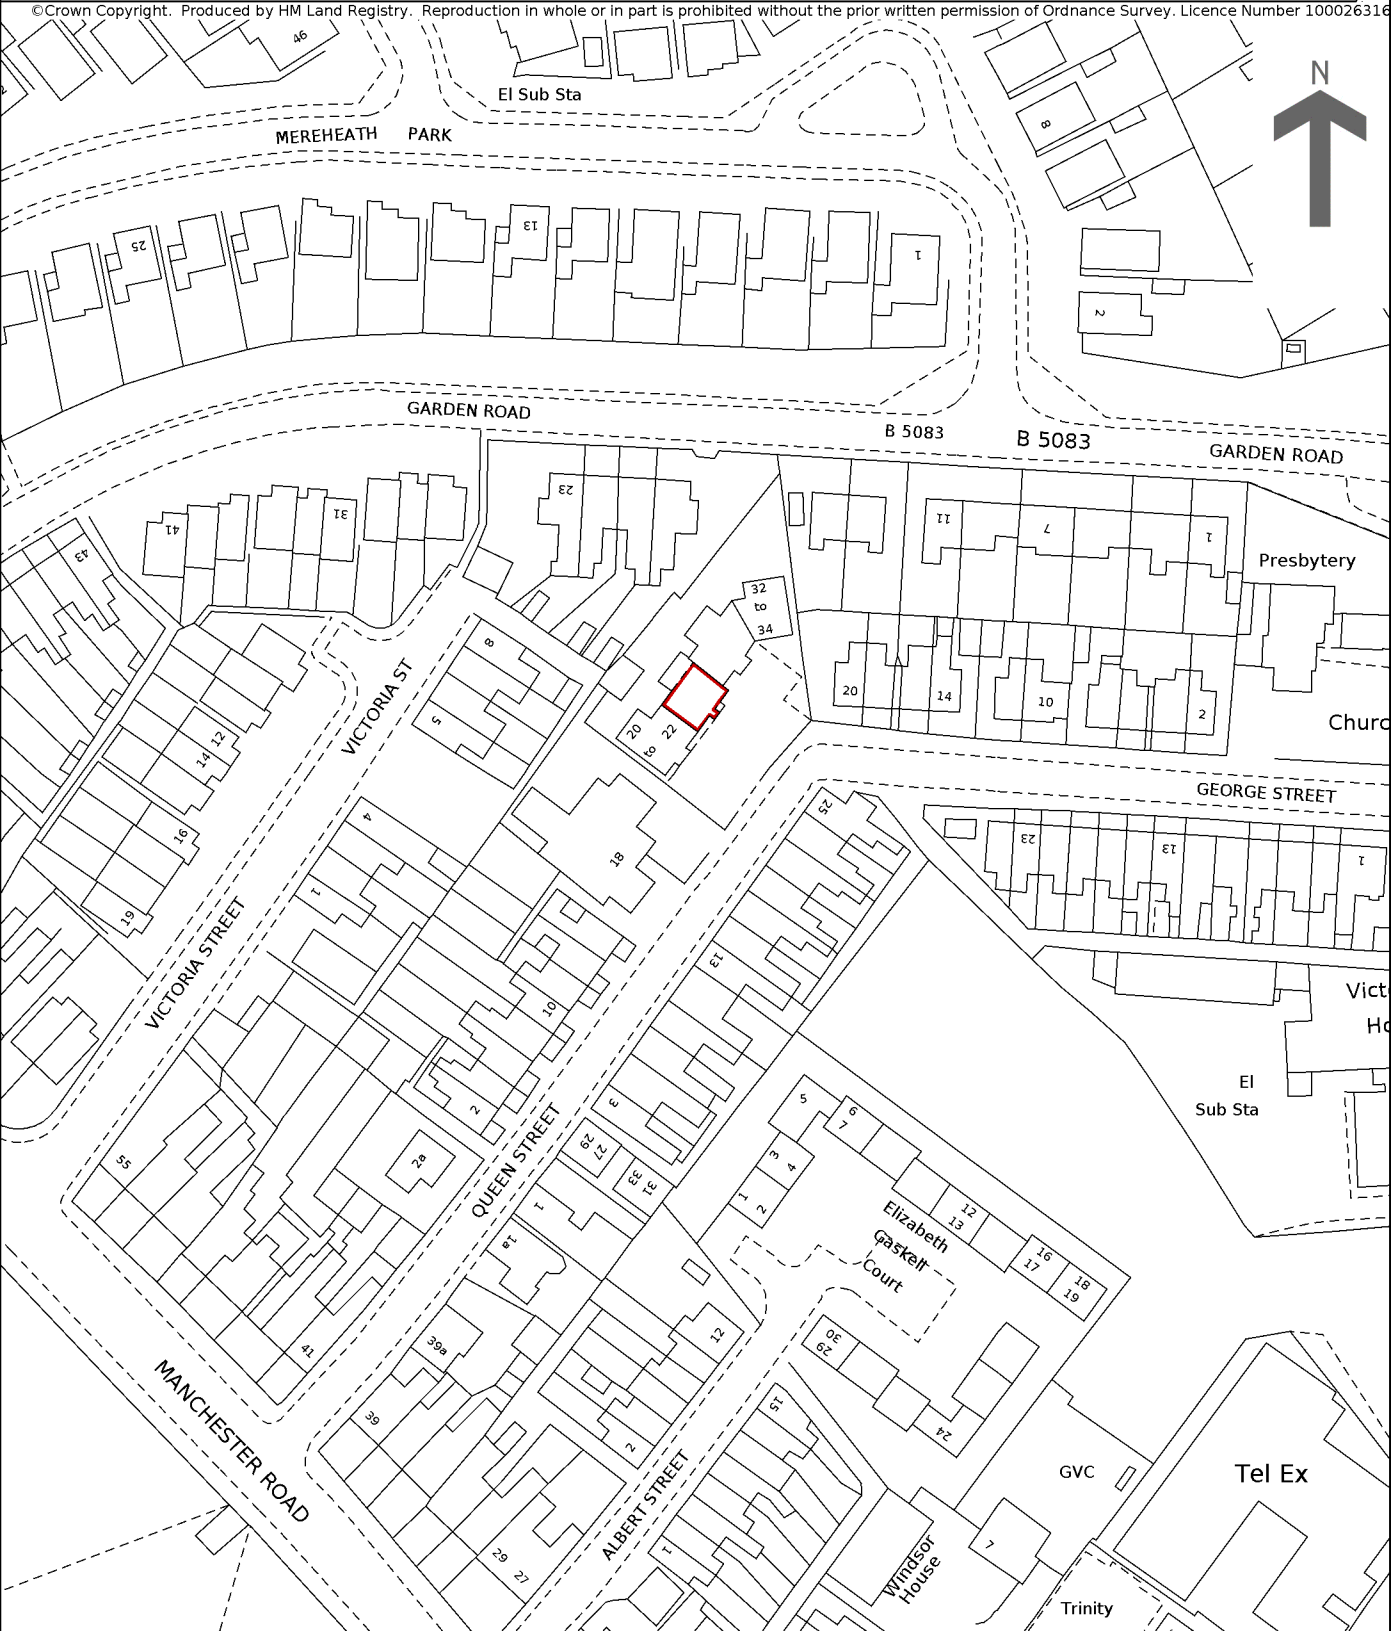 ©Crown Copyright. Produced by HM Land Registry. Reproduction in whole or in part is prohibited without the prior written permission of Ordnance Survey. Licence Number 100026316
46
N
El Sub Sta
MEREHEATH PARK
8
13
25
1
2
GARDEN ROAD
B 5083
B 5083
GARDEN ROAD
23
31
41
43
11
7
1
Presbytery
32
to
34
8
5
VICTORIA ST
20
to
22
20
14
10
2
Churc
12
14
16
19
GEORGE STREET
25
23
13
1
4
1
18
VICTORIA STREET
13
10
Victo
Ho
El
Sub Sta
2
3
5
6
7
29
27
33
31
3
4
1
2
2a
55
QUEEN STREET
1
1a
12
13
Elizabeth
Gaskell
Court
16
17
18
19
41
39a
12
30
29
MANCHESTER ROAD
39
2
15
24
GVC
Tel Ex
ALBERT STREET
29
27
1
Windsor
House
7
Trinity